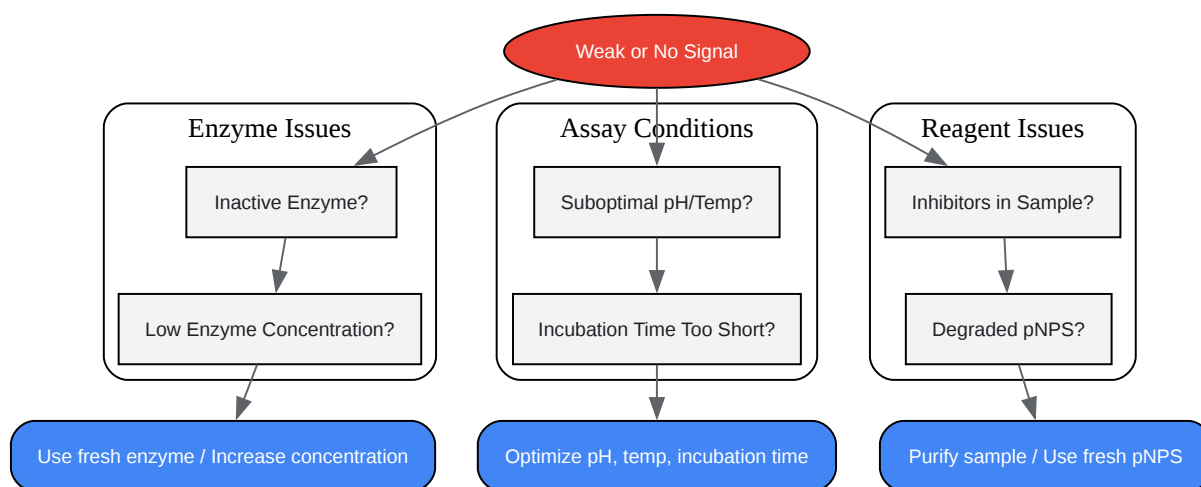 Weak or No Signal
Enzyme Issues
Assay Conditions
Reagent Issues
Inactive Enzyme?
Suboptimal pH/Temp?
Inhibitors in Sample?
Low Enzyme Concentration?
Incubation Time Too Short?
Degraded pNPS?
Use fresh enzyme / Increase concentration
Optimize pH, temp, incubation time
Purify sample / Use fresh pNPS